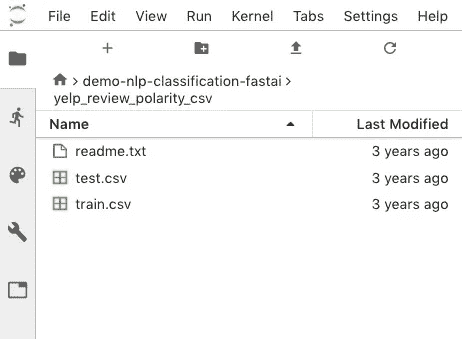 File Edit View Run Kernel Tabs Settings Help
> demo-nlp-classification-fastai >
yelp_review_polarity_csv
Name Last Modified
readme.txt 3 years ago
test.csv 3 years ago
train.csv 3 years ago